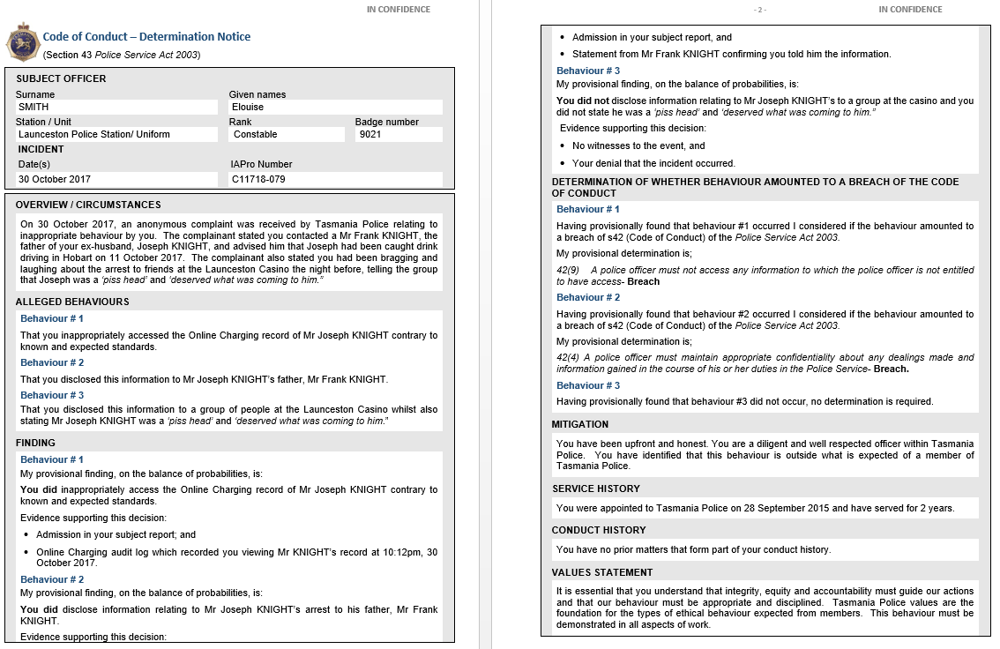 IN CONFIDENCE
Code of Conduct – Determination Notice
(Section 43 Police Service Act 2003)
SUBJECT OFFICER
Surname Given names
SMITH Elouise
Station / Unit Rank Badge number
Launceston Police Station/ Uniform Constable 9021
INCIDENT
Date(s) IAPro Number
30 October 2017 C11718-079
OVERVIEW / CIRCUMSTANCES
On 30 October 2017, an anonymous complaint was received by Tasmania Police relating to
inappropriate behaviour by you. The complainant stated you contacted a Mr Frank KNIGHT, the
father of your ex-husband, Joseph KNIGHT, and advised him that Joseph had been caught drink
driving in Hobart on 11 October 2017. The complainant also stated you had been bragging and
laughing about the arrest to friends at the Launceston Casino the night before, telling the group
that Joseph was a ‘piss head’ and ‘deserved what was coming to him.”
ALLEGED BEHAVIOURS
Behaviour # 1
That you inappropriately accessed the Online Charging record of Mr Joseph KNIGHT contrary to
known and expected standards.
Behaviour # 2
That you disclosed this information to Mr Joseph KNIGHT’s father, Mr Frank KNIGHT.
Behaviour # 3
That you disclosed this information to a group of people at the Launceston Casino whilst also
stating Mr Joseph KNIGHT was a ‘piss head’ and ‘deserved what was coming to him.”
FINDING
Behaviour # 1
My provisional finding, on the balance of probabilities, is:
You did inappropriately access the Online Charging record of Mr Joseph KNIGHT contrary to
known and expected standards.
Evidence supporting this decision:
• Admission in your subject report; and
• Online Charging audit log which recorded you viewing Mr KNIGHT’s record at 10:12pm, 30
October 2017.
Behaviour # 2
My provisional finding, on the balance of probabilities, is:
You did disclose information relating to Mr Joseph KNIGHT’s arrest to his father, Mr Frank
KNIGHT.
Evidence supporting this decision:
- 2 - IN CONFIDENCE
• Admission in your subject report, and
• Statement from Mr Frank KNIGHT confirming you told him the information.
Behaviour # 3
My provisional finding, on the balance of probabilities, is:
You did not disclose information relating to Mr Joseph KNIGHT’s to a group at the casino and you
did not state he was a ‘piss head’ and ‘deserved what was coming to him.”
Evidence supporting this decision:
• No witnesses to the event, and
• Your denial that the incident occurred.
DETERMINATION OF WHETHER BEHAVIOUR AMOUNTED TO A BREACH OF THE CODE
OF CONDUCT
Behaviour # 1
Having provisionally found that behaviour #1 occurred I considered if the behaviour amounted to
a breach of s42 (Code of Conduct) of the Police Service Act 2003.
My provisional determination is;
42(9) A police officer must not access any information to which the police officer is not entitled
to have access- Breach
Behaviour # 2
Having provisionally found that behaviour #2 occurred I considered if the behaviour amounted to
a breach of s42 (Code of Conduct) of the Police Service Act 2003.
My provisional determination is;
42(4) A police officer must maintain appropriate confidentiality about any dealings made and
information gained in the course of his or her duties in the Police Service- Breach.
Behaviour # 3
Having provisionally found that behaviour #3 did not occur, no determination is required.
MITIGATION
You have been upfront and honest. You are a diligent and well respected officer within Tasmania
Police. You have identified that this behaviour is outside what is expected of a member of
Tasmania Police.
SERVICE HISTORY
You were appointed to Tasmania Police on 28 September 2015 and have served for 2 years.
CONDUCT HISTORY
You have no prior matters that form part of your conduct history.
VALUES STATEMENT
It is essential that you understand that integrity, equity and accountability must guide our actions
and that our behaviour must be appropriate and disciplined. Tasmania Police values are the
foundation for the types of ethical behaviour expected from members. This behaviour must be
demonstrated in all aspects of work.